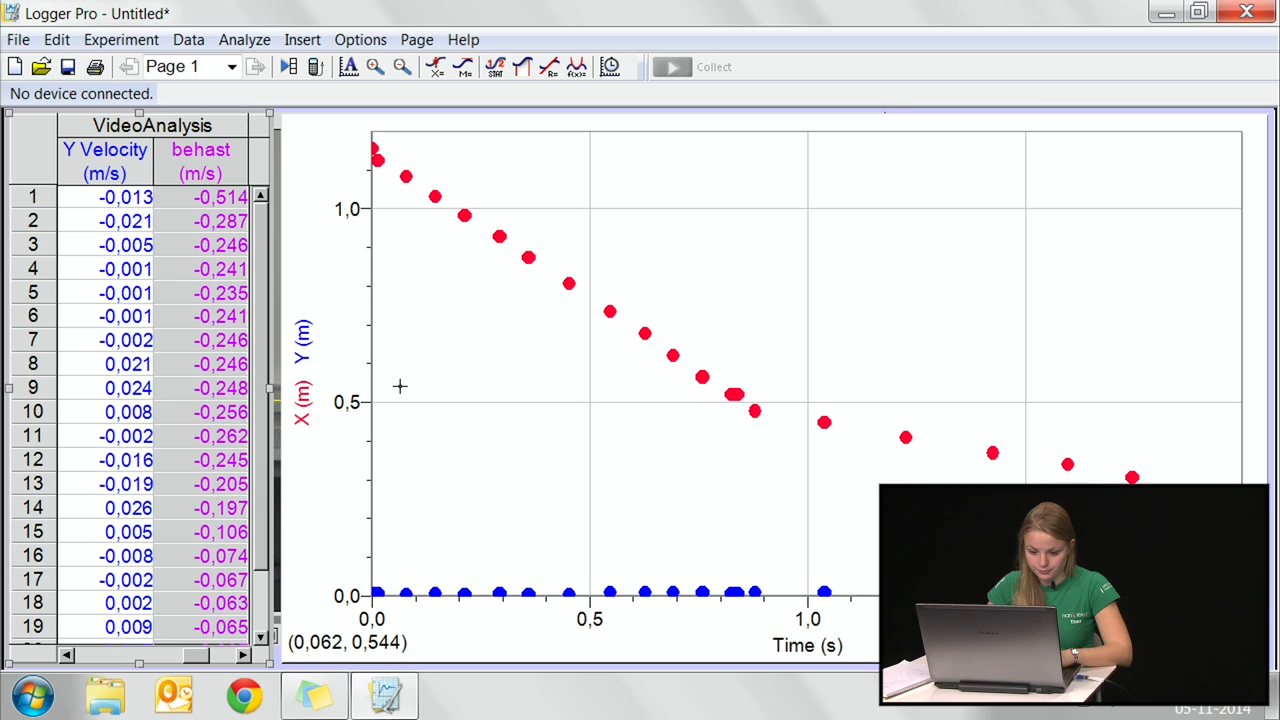 Logger Pro - Untitled*
File Edit Experiment Data Analyze Insert Options Page Help
Page 1 Collect
No device connected.
VideoAnalysis
Y Velocity behast
(m/s) (m/s)
1 -0,013 -0,514
2 -0,021 -0,287
3 -0,005 -0,246
4 -0,001 -0,241
5 -0,001 -0,235
6 -0,001 -0,241
7 -0,002 -0,246
8 0,021 -0,246
9 0,024 -0,248
10 0,008 -0,256
11 -0,002 -0,262
12 -0,016 -0,245
13 -0,019 -0,205
14 0,026 -0,197
15 0,005 -0,106
16 -0,008 -0,074
17 -0,002 -0,067
18 0,002 -0,063
19 0,009 -0,065
1,0
0,5
0,0
X (m) Y (m)
0,0 0,5 1,0
(0,062, 0,544)
Time (s)
05-11-2014